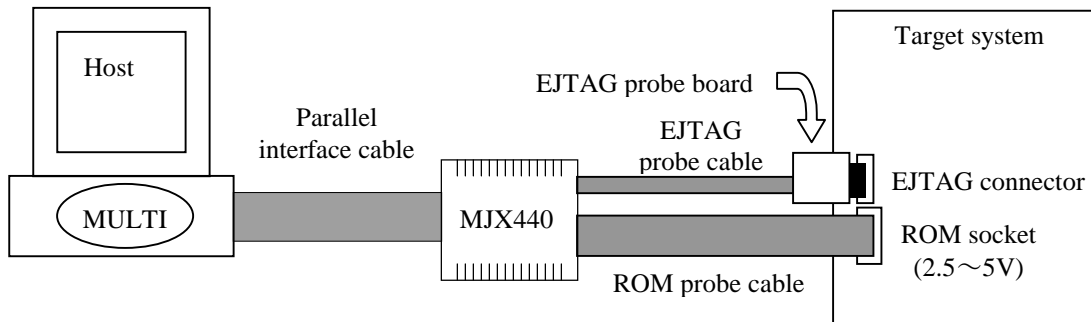 Host
MULTI
Parallel
interface cable
MJX440
EJTAG probe board
EJTAG
probe cable
ROM probe cable
Target system
EJTAG connector
ROM socket
(2.5～5V)